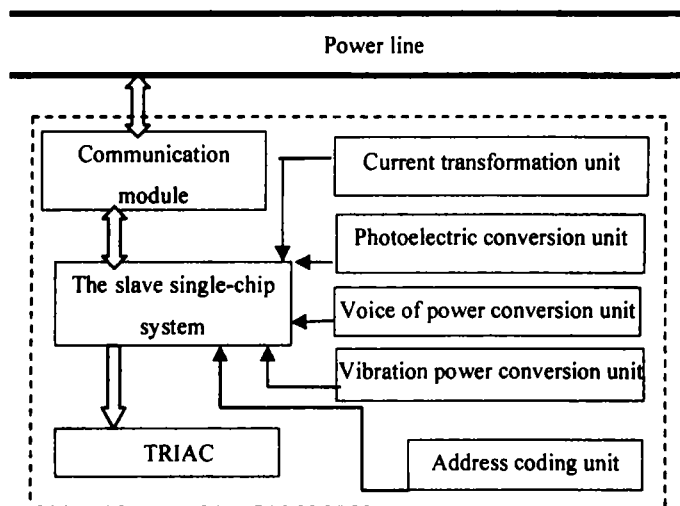 Power line
Communication
module
Current transformation unit
Photoelectric conversion unit
The slave single-chip
system
Voice of power conversion unit
Vibration power conversion unit
TRIAC
Address coding unit